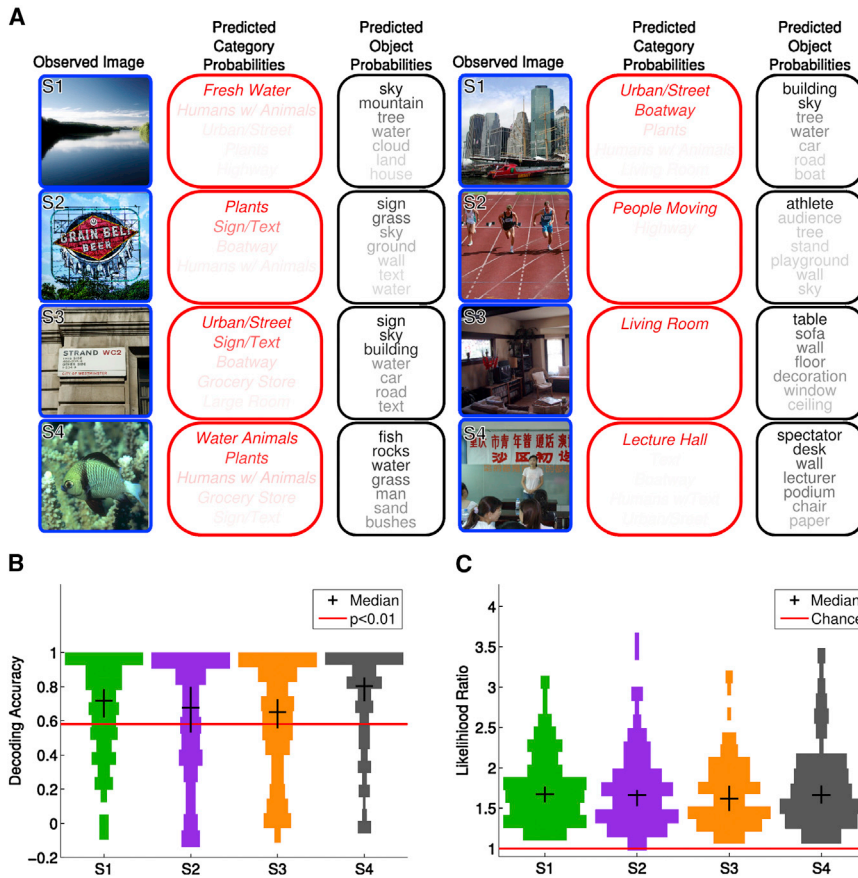 A
Observed Image
Predicted
Category
Probabilities
Predicted
Object
Probabilities
Observed Image
Predicted
Category
Probabilities
Predicted
Object
Probabilities
S1
Fresh Water
Humans w/ Animals
Urban/Street
Plants
Highway
sky
mountain
tree
water
cloud
land
house
S1
Urban/Street
Boatway
Plants
Humans w/ Animals
Living Room
building
sky
tree
water
car
road
boat
S2
GRAIN BELT
BEER
Plants
Sign/Text
Boatway
Humans w/ Animals
sign
grass
sky
ground
wall
text
water
S2
People Moving
Highway
athlete
audience
tree
stand
playground
wall
sky
S3
STRAND WC2
CITY OF WESTMINSTER
Urban/Street
Sign/Text
Boatway
Grocery Store
Large Room
sign
sky
building
water
car
road
text
S3
Living Room
table
sofa
wall
floor
decoration
window
ceiling
S4
Water Animals
Plants
Humans w/ Animals
Grocery Store
Sign/Text
fish
rocks
water
grass
man
sand
bushes
S4
Lecture Hall
Boatway
Humans w/Text
Urban/Street
spectator
desk
wall
lecturer
podium
chair
paper
B
Median
p<0.01
Decoding Accuracy
1
0.8
0.6
0.4
0.2
0
−0.2
S1 S2 S3 S4
C
Median
Chance
Likelihiood Ratio
4
3.5
3
2.5
2
1.5
1
S1 S2 S3 S4